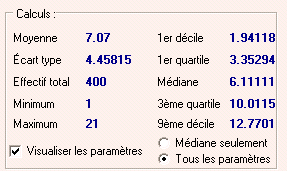 Calculs :
Moyenne 7.07 1er décile 1.94118
Écart type 4.45815 1er quartile 3.35294
Effectif total 400 Médiane 6.11111
Minimum 1 3ème quartile 10.0115
Maximum 21 9ème décile 12.7701
Visualiser les paramètres
Médiane seulement
Tous les paramètres